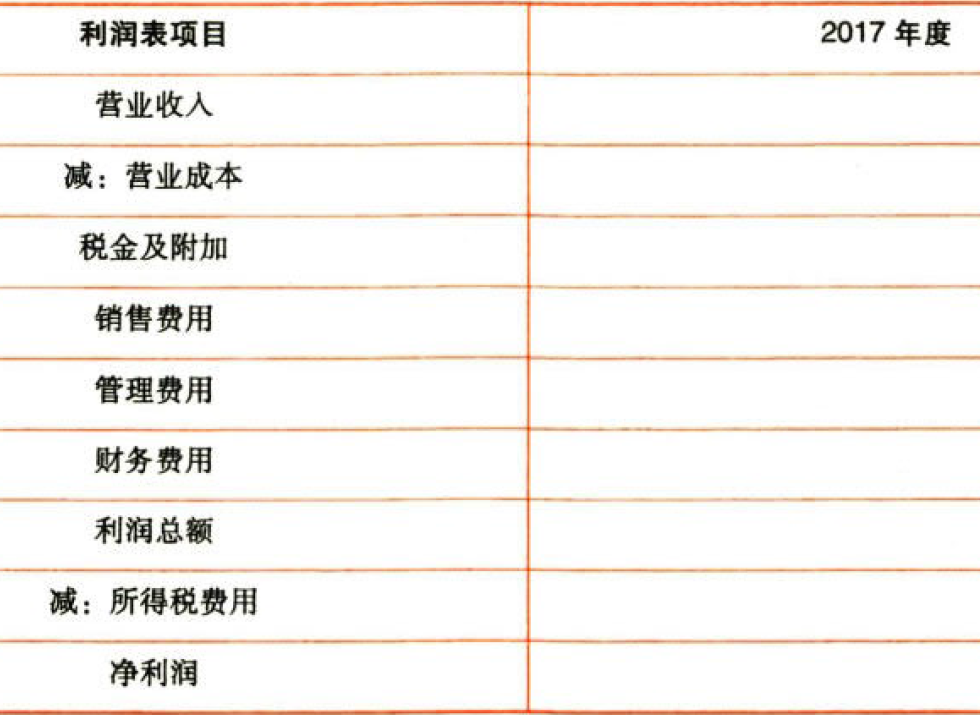 利润表项目 2017 年度
营业收入
减：营业成本
税金及附加
销售费用
管理费用
财务费用
利润总额
减：所得税费用
净利润